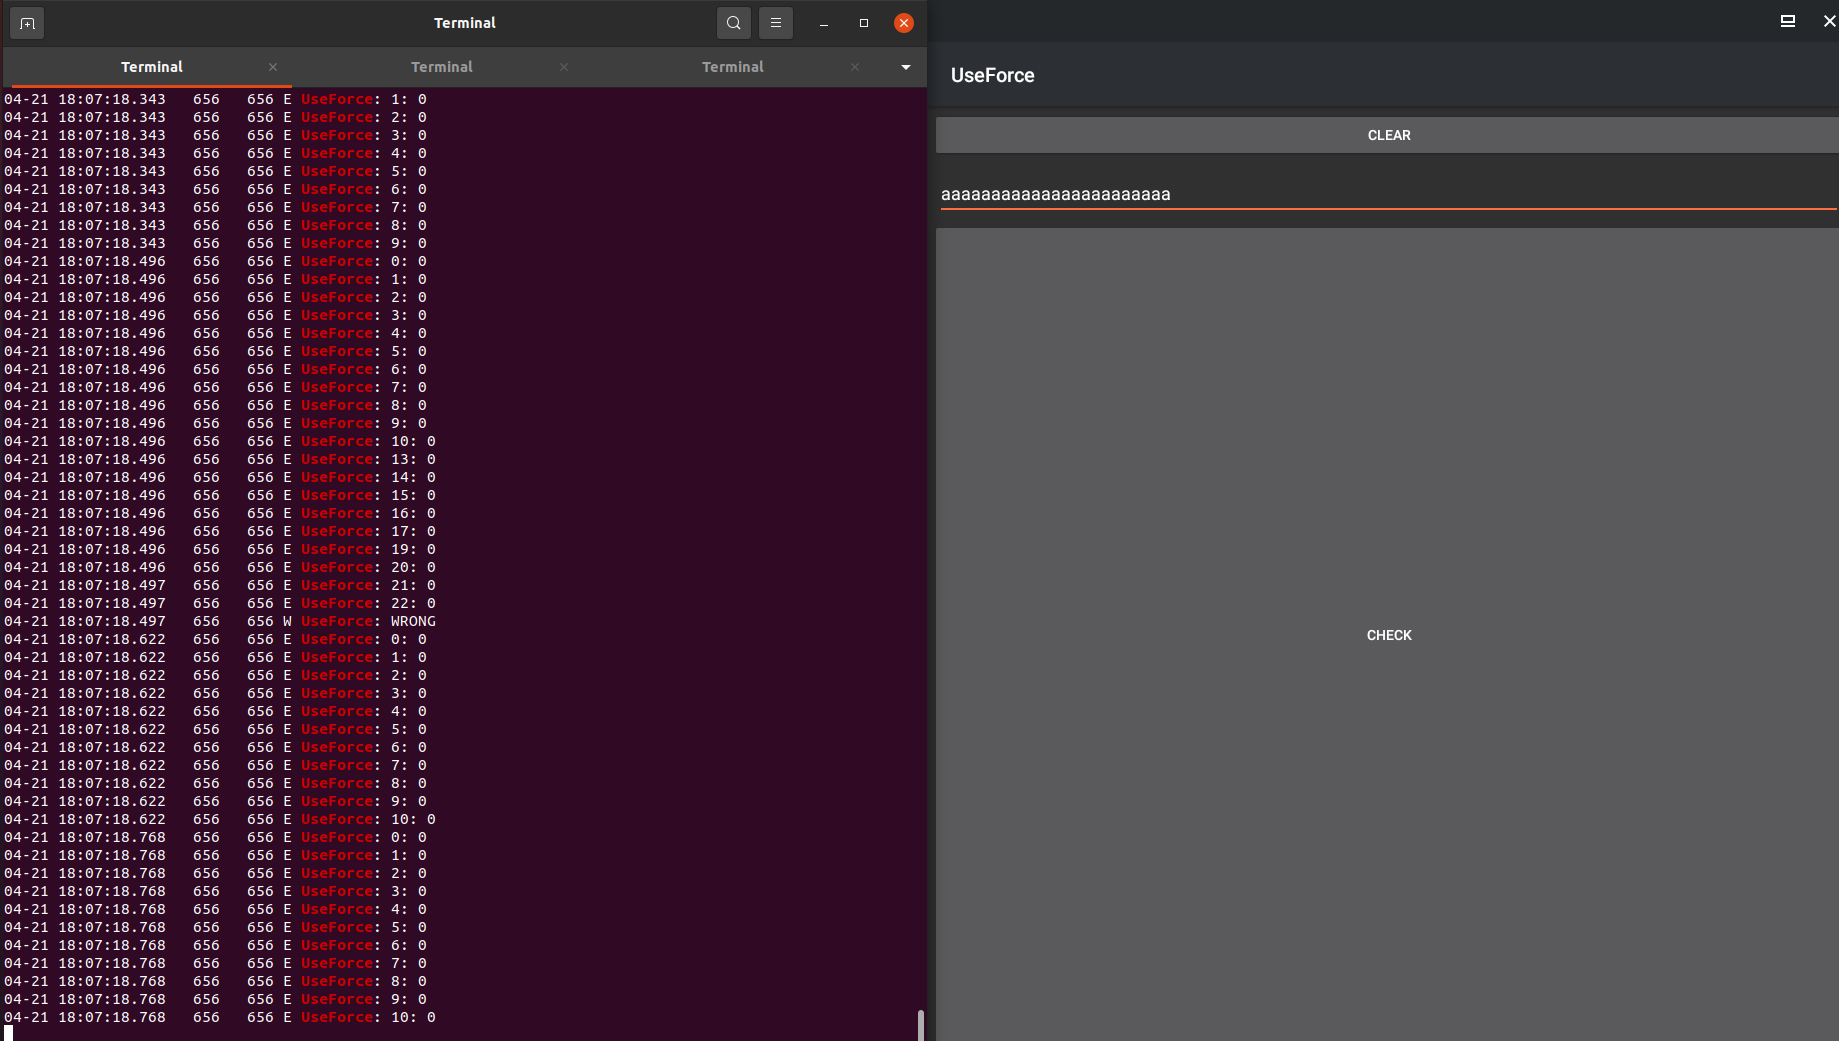 Terminal
Terminal
Terminal
Terminal
04-21 18:07:18.343   656   656 E UseForce: 1: 0
04-21 18:07:18.343   656   656 E UseForce: 2: 0
04-21 18:07:18.343   656   656 E UseForce: 3: 0
04-21 18:07:18.343   656   656 E UseForce: 4: 0
04-21 18:07:18.343   656   656 E UseForce: 5: 0
04-21 18:07:18.343   656   656 E UseForce: 6: 0
04-21 18:07:18.343   656   656 E UseForce: 7: 0
04-21 18:07:18.343   656   656 E UseForce: 8: 0
04-21 18:07:18.343   656   656 E UseForce: 9: 0
04-21 18:07:18.496   656   656 E UseForce: 0: 0
04-21 18:07:18.496   656   656 E UseForce: 1: 0
04-21 18:07:18.496   656   656 E UseForce: 2: 0
04-21 18:07:18.496   656   656 E UseForce: 3: 0
04-21 18:07:18.496   656   656 E UseForce: 4: 0
04-21 18:07:18.496   656   656 E UseForce: 5: 0
04-21 18:07:18.496   656   656 E UseForce: 6: 0
04-21 18:07:18.496   656   656 E UseForce: 7: 0
04-21 18:07:18.496   656   656 E UseForce: 8: 0
04-21 18:07:18.496   656   656 E UseForce: 9: 0
04-21 18:07:18.496   656   656 E UseForce: 10: 0
04-21 18:07:18.496   656   656 E UseForce: 13: 0
04-21 18:07:18.496   656   656 E UseForce: 14: 0
04-21 18:07:18.496   656   656 E UseForce: 15: 0
04-21 18:07:18.496   656   656 E UseForce: 16: 0
04-21 18:07:18.496   656   656 E UseForce: 17: 0
04-21 18:07:18.496   656   656 E UseForce: 19: 0
04-21 18:07:18.496   656   656 E UseForce: 20: 0
04-21 18:07:18.497   656   656 E UseForce: 21: 0
04-21 18:07:18.497   656   656 E UseForce: 22: 0
04-21 18:07:18.497   656   656 W UseForce: WRONG
04-21 18:07:18.622   656   656 E UseForce: 0: 0
04-21 18:07:18.622   656   656 E UseForce: 1: 0
04-21 18:07:18.622   656   656 E UseForce: 2: 0
04-21 18:07:18.622   656   656 E UseForce: 3: 0
04-21 18:07:18.622   656   656 E UseForce: 4: 0
04-21 18:07:18.622   656   656 E UseForce: 5: 0
04-21 18:07:18.622   656   656 E UseForce: 6: 0
04-21 18:07:18.622   656   656 E UseForce: 7: 0
04-21 18:07:18.622   656   656 E UseForce: 8: 0
04-21 18:07:18.622   656   656 E UseForce: 9: 0
04-21 18:07:18.622   656   656 E UseForce: 10: 0
04-21 18:07:18.768   656   656 E UseForce: 0: 0
04-21 18:07:18.768   656   656 E UseForce: 1: 0
04-21 18:07:18.768   656   656 E UseForce: 2: 0
04-21 18:07:18.768   656   656 E UseForce: 3: 0
04-21 18:07:18.768   656   656 E UseForce: 4: 0
04-21 18:07:18.768   656   656 E UseForce: 5: 0
04-21 18:07:18.768   656   656 E UseForce: 6: 0
04-21 18:07:18.768   656   656 E UseForce: 7: 0
04-21 18:07:18.768   656   656 E UseForce: 8: 0
04-21 18:07:18.768   656   656 E UseForce: 9: 0
04-21 18:07:18.768   656   656 E UseForce: 10: 0
UseForce
CLEAR
aaaaaaaaaaaaaaaaaaaaaaa
CHECK